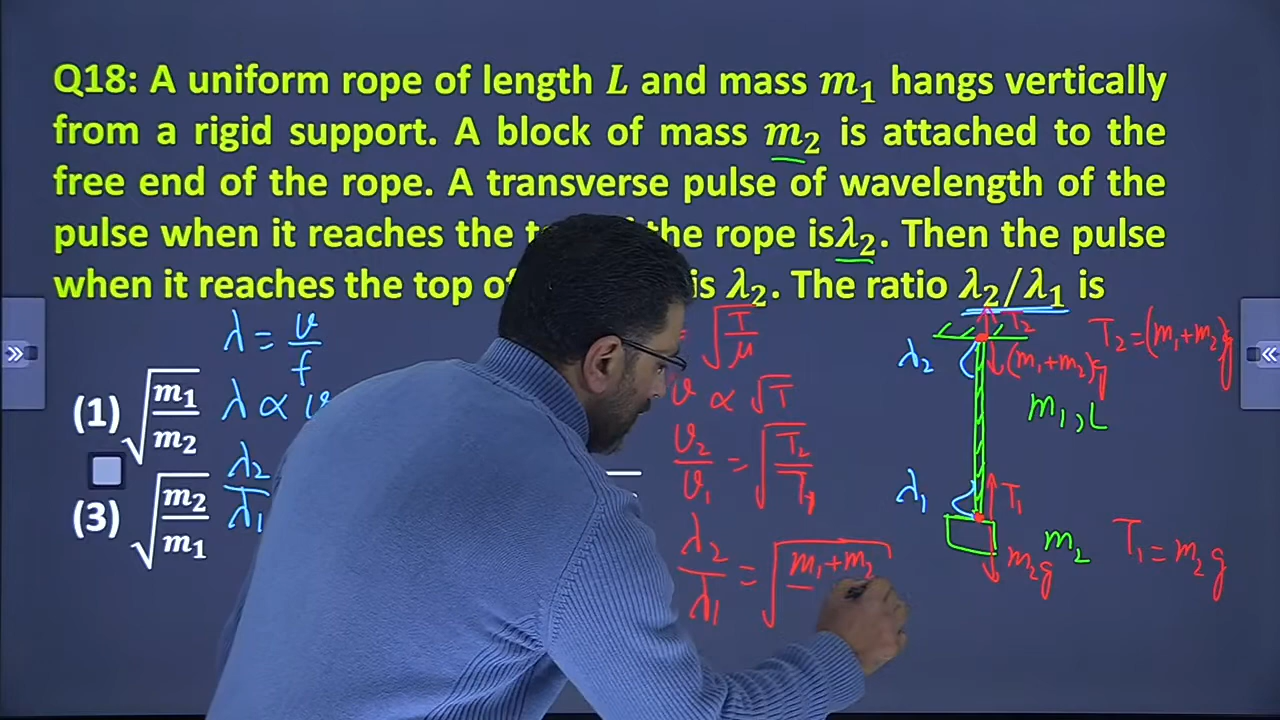 Q18: A uniform rope of length L and mass m₁ hangs vertically
from a rigid support. A block of mass m₂ is attached to the
free end of the rope. A transverse pulse of wavelength of the
pulse when it reaches the the rope is λ₂. Then the pulse
when it reaches the top of is λ₂. The ratio λ₂/λ₁ is
λ = v/f
(1) √(m₁/m₂)
λ ∝ v
(3) √(m₂/m₁)
λ₂/λ₁
= √(T/μ)
v ∝ √T
v₂/v₁ = √(T₂/T₁)
λ₂/λ₁ = √(m₁+m₂
T₂
T₂ = (m₁+m₂)g
λ₂
(m₁+m₂)g
m₁, L
λ₁
T₁
m₂
m₂g
T₁ = m₂g